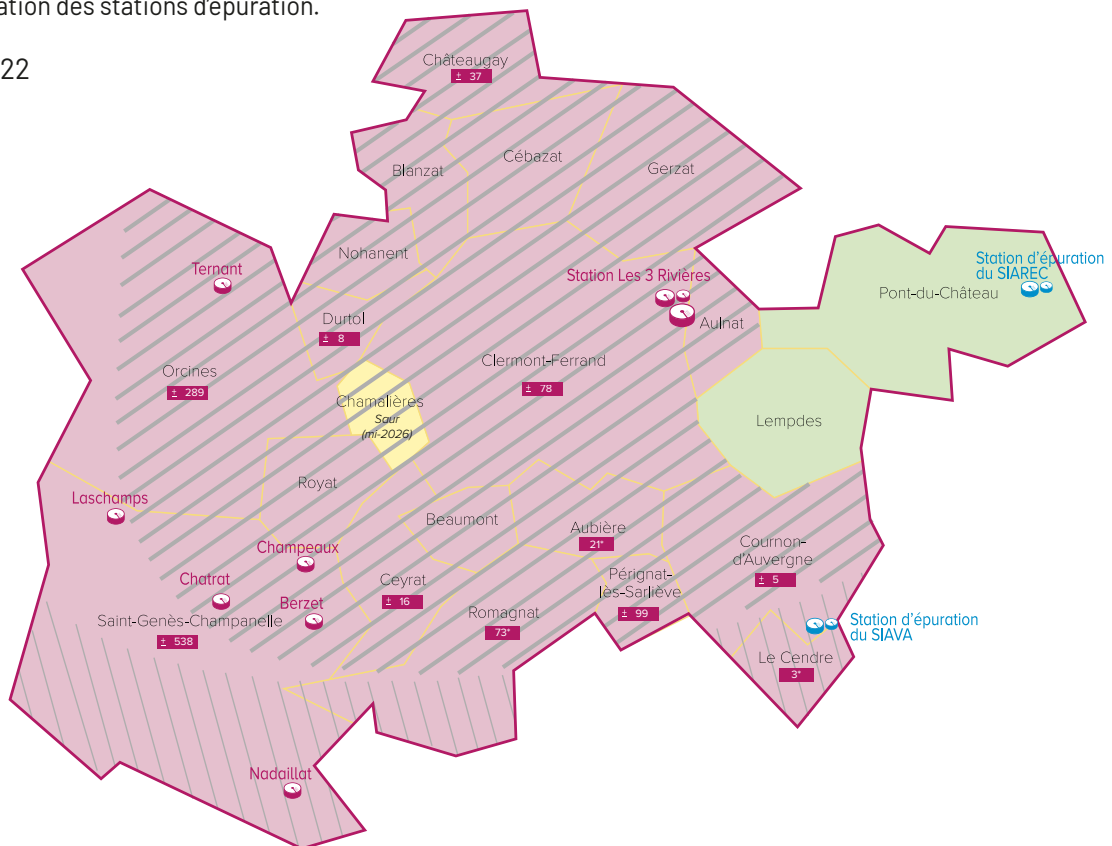 ation des stations d'épuration.
22
Châteaugay
± 37
Blanzat
Cébazat
Gerzat
Nohanent
Ternant
Station Les 3 Rivières
Station d'épuration
du SIAREC
Pont-du-Château
Durtol
± 8
Aulnat
Orcines
± 289
Clermont-Ferrand
± 78
Chamalières
Saur
(mi-2026)
Lempdes
Royat
Laschamps
Beaumont
Aubière
21*
Cournon-
d'Auvergne
± 5
Champeaux
Chatrat
Ceyrat
± 16
Pérignat-
lès-Sarliève
± 99
Berzet
Saint-Genès-Champanelle
± 538
Romagnat
73*
Station d'épuration
du SIAVA
Le Cendre
3*
Nadaillat